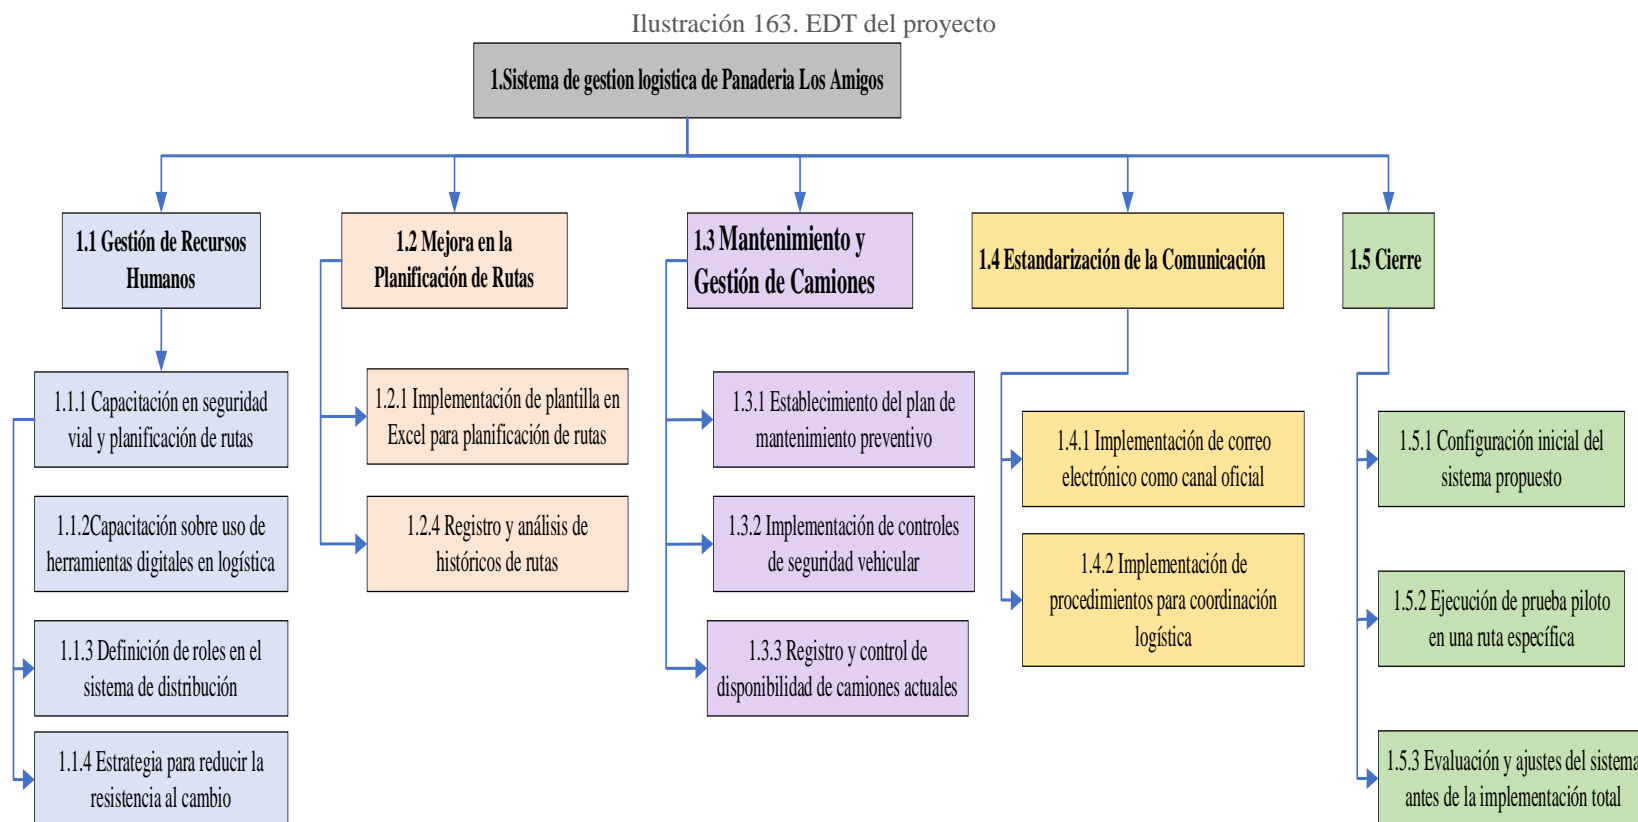 Ilustración 163. EDT del proyecto
1.Sistema de gestion logistica de Panaderia Los Amigos
1.1 Gestión de Recursos
Humanos
1.1.1 Capacitación en seguridad
vial y planificación de rutas
1.1.2Capacitación sobre uso de
herramientas digitales en logística
1.1.3 Definición de roles en el
sistema de distribución
1.1.4 Estrategia para reducir la
resistencia al cambio
1.2 Mejora en la
Planificación de Rutas
1.2.1 Implementación de plantilla en
Excel para planificación de rutas
1.2.4 Registro y análisis de
históricos de rutas
1.3 Mantenimiento y
Gestión de Camiones
1.3.1 Establecimiento del plan de
mantenimiento preventivo
1.3.2 Implementación de controles
de seguridad vehicular
1.3.3 Registro y control de
disponibilidad de camiones actuales
1.4 Estandarización de la Comunicación
1.4.1 Implementación de correo
electrónico como canal oficial
1.4.2 Implementación de
procedimientos para coordinación
logística
1.5 Cierre
1.5.1 Configuración inicial del
sistema propuesto
1.5.2 Ejecución de prueba piloto
en una ruta específica
1.5.3 Evaluación y ajustes del sistema
antes de la implementación total